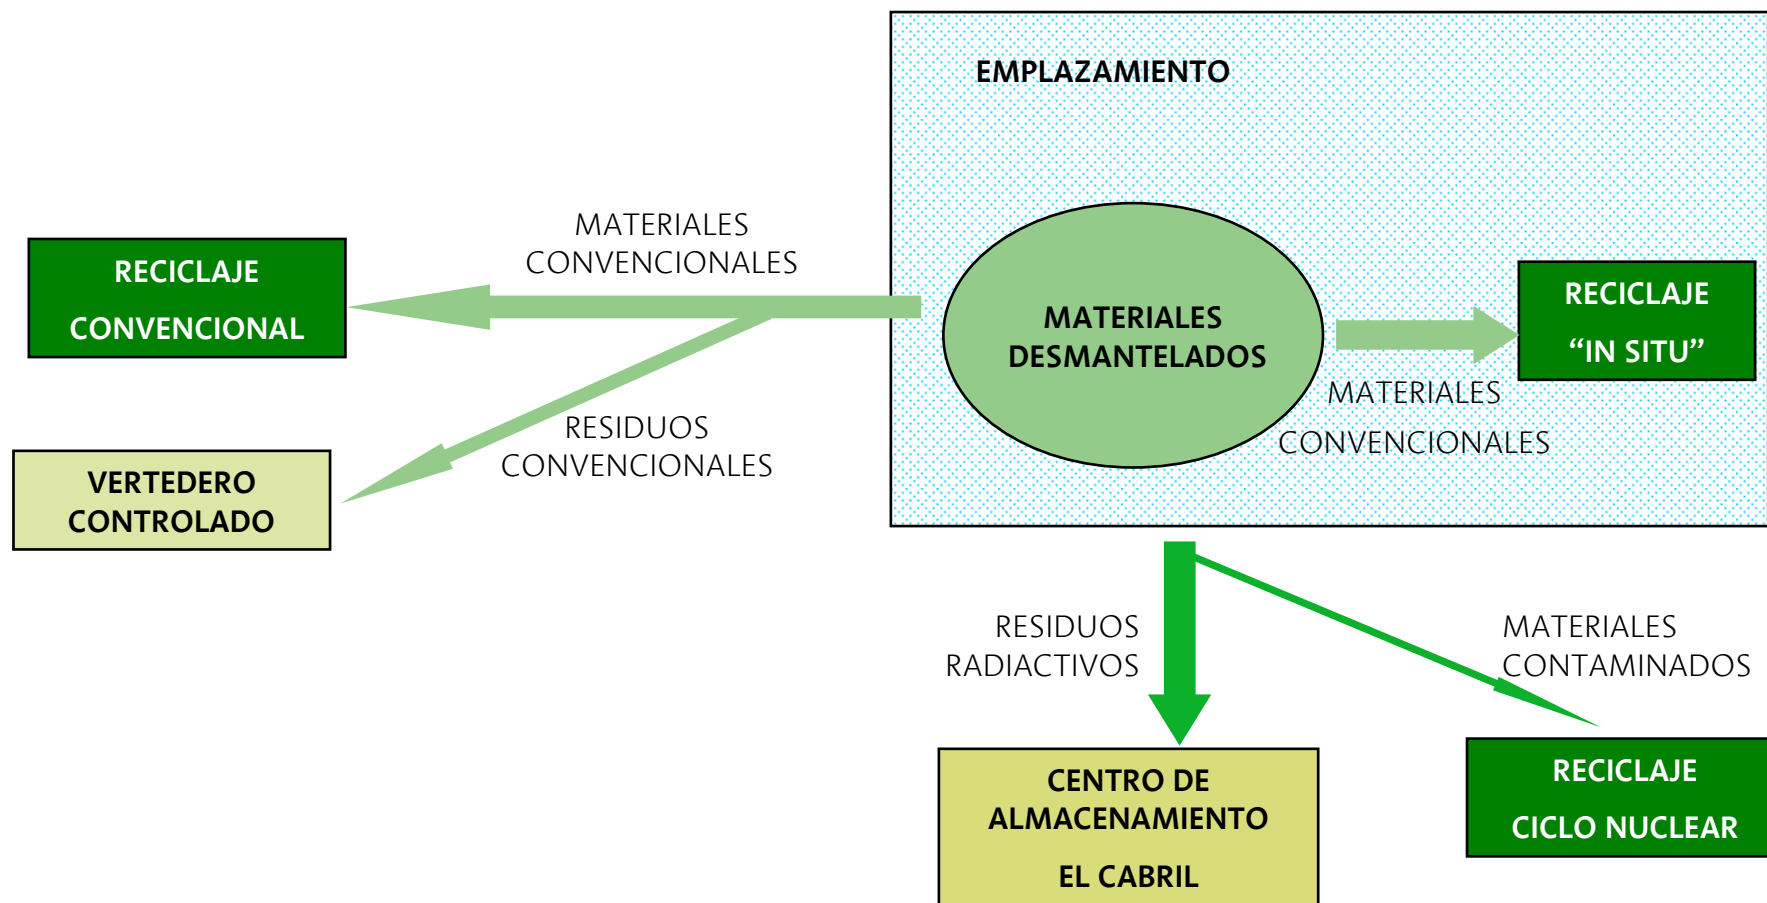 EMPLAZAMIENTO
MATERIALES
CONVENCIONALES
RECICLAJE
CONVENCIONAL
MATERIALES
DESMANTELADOS
RECICLAJE
“IN SITU”
MATERIALES
CONVENCIONALES
RESIDUOS
CONVENCIONALES
VERTEDERO
CONTROLADO
RESIDUOS
RADIACTIVOS
MATERIALES
CONTAMINADOS
CENTRO DE
ALMACENAMIENTO
EL CABRIL
RECICLAJE
CICLO NUCLEAR